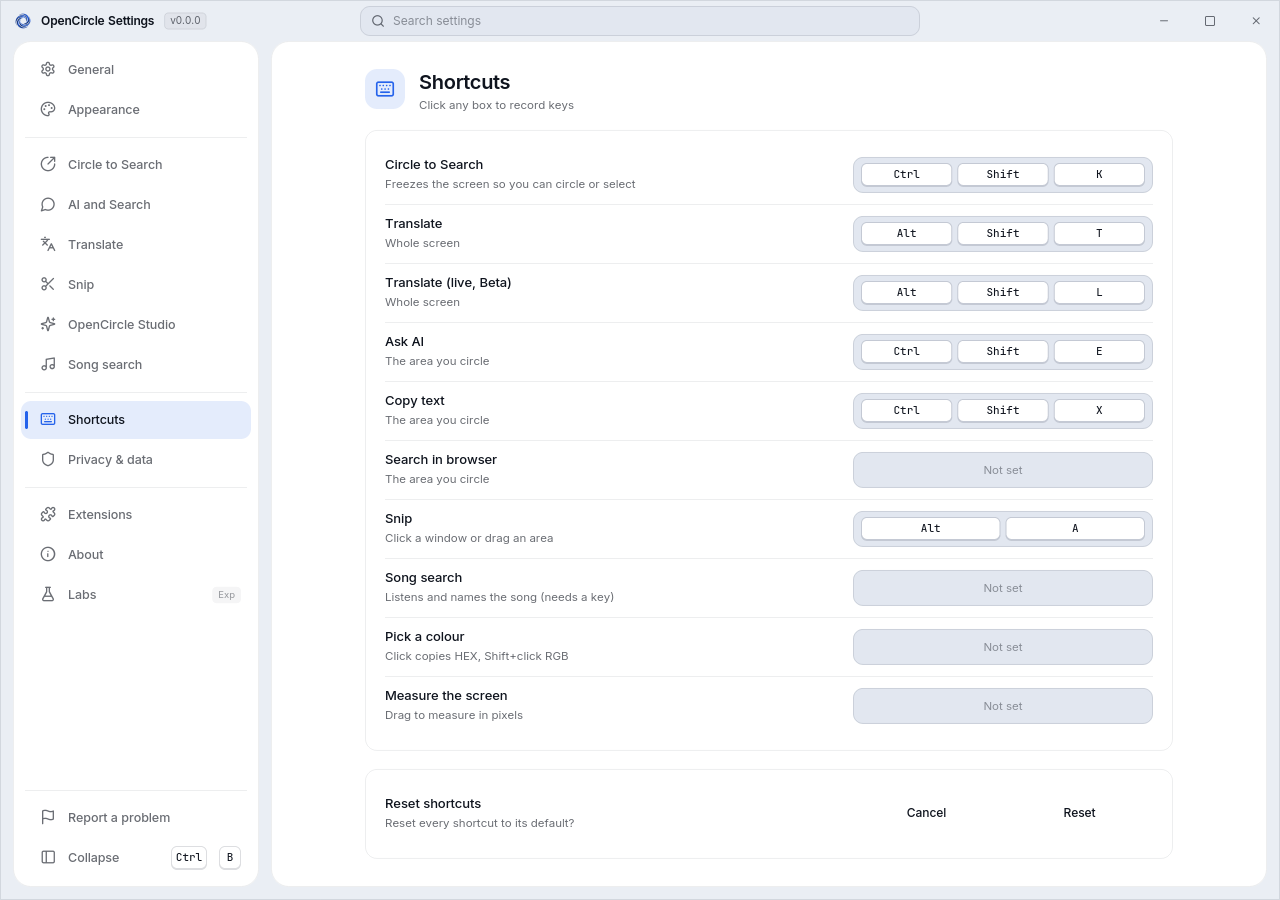 OpenCircle Settings v0.0.0
Search settings
General
Appearance
Circle to Search
AI and Search
Translate
Snip
OpenCircle Studio
Song search
Shortcuts
Privacy & data
Extensions
About
Labs Exp
Report a problem
Collapse Ctrl B
Shortcuts
Click any box to record keys
Circle to Search
Freezes the screen so you can circle or select
Ctrl Shift K
Translate
Whole screen
Alt Shift T
Translate (live, Beta)
Whole screen
Alt Shift L
Ask AI
The area you circle
Ctrl Shift E
Copy text
The area you circle
Ctrl Shift X
Search in browser
The area you circle
Not set
Snip
Click a window or drag an area
Alt A
Song search
Listens and names the song (needs a key)
Not set
Pick a colour
Click copies HEX, Shift+click RGB
Not set
Measure the screen
Drag to measure in pixels
Not set
Reset shortcuts
Reset every shortcut to its default?
Cancel Reset